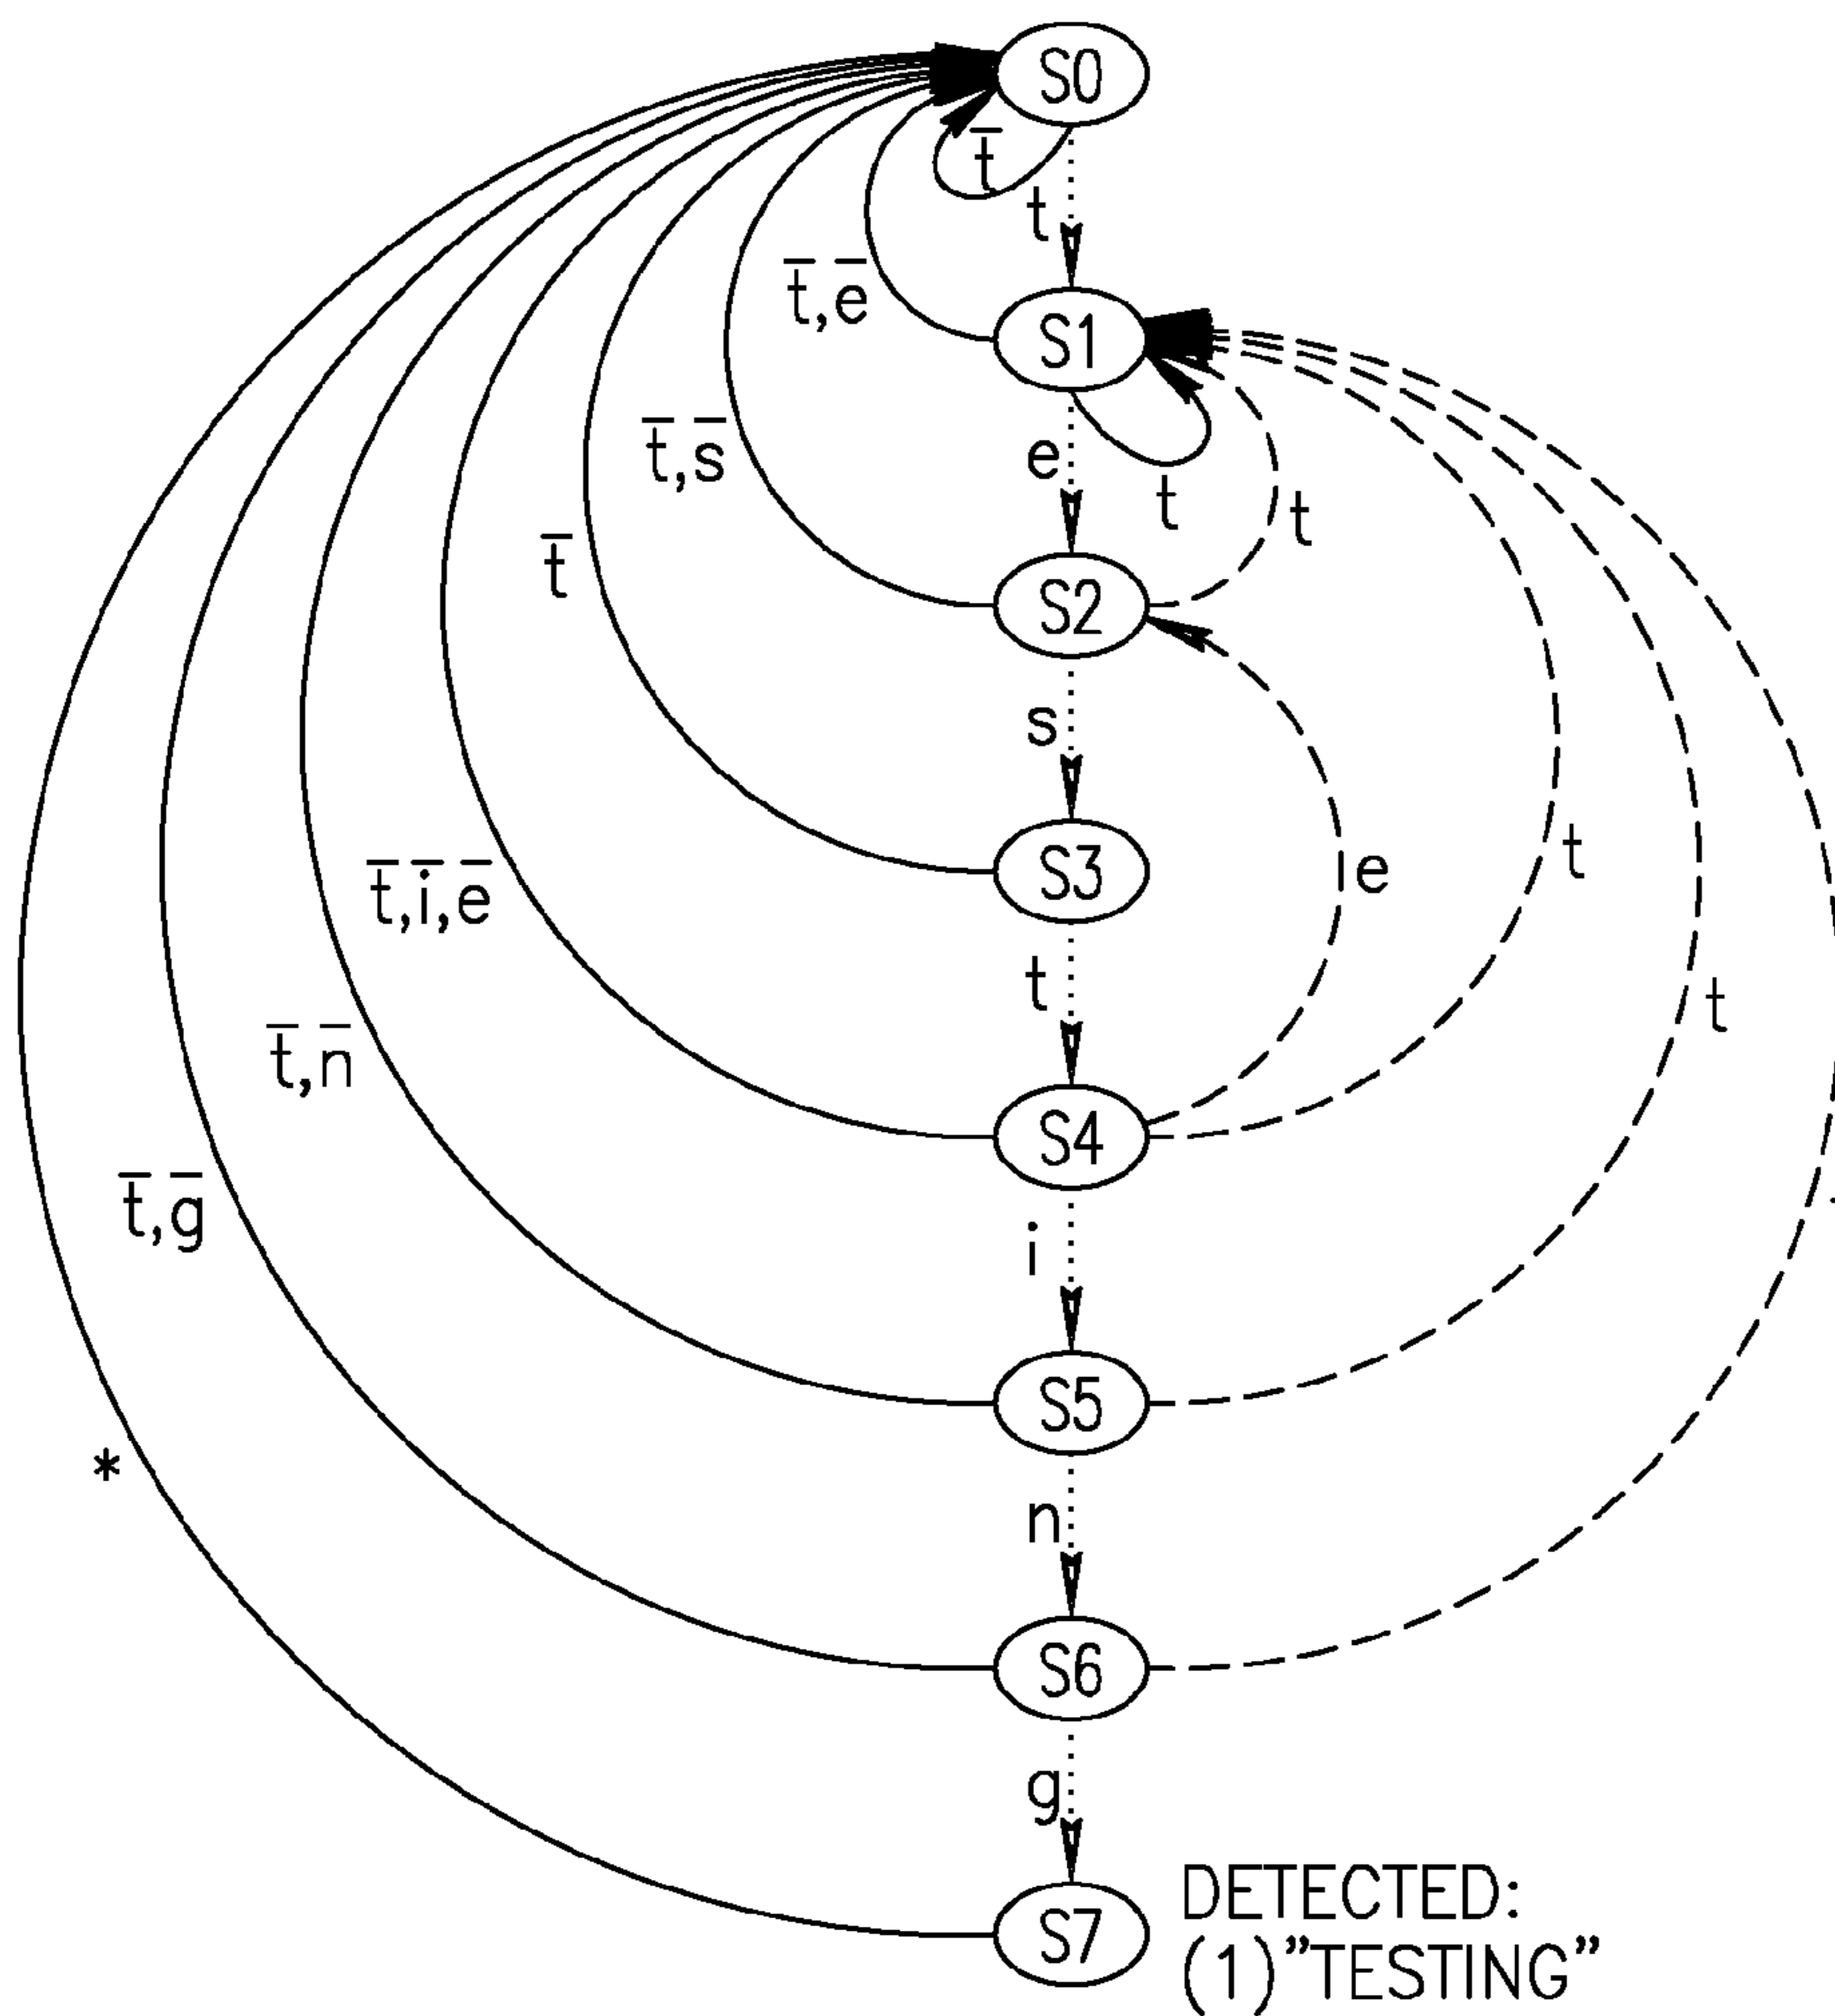 S0
t̅
t
t̅,e̅
S1
e
t
t
t̅,s̅
t̅
S2
s
S3
e
t
t̅,i̅,e̅
t
t
t̅,n̅
S4
t̅,g̅
i
S5
*
n
S6
g
S7
DETECTED:
(1)”TESTING”